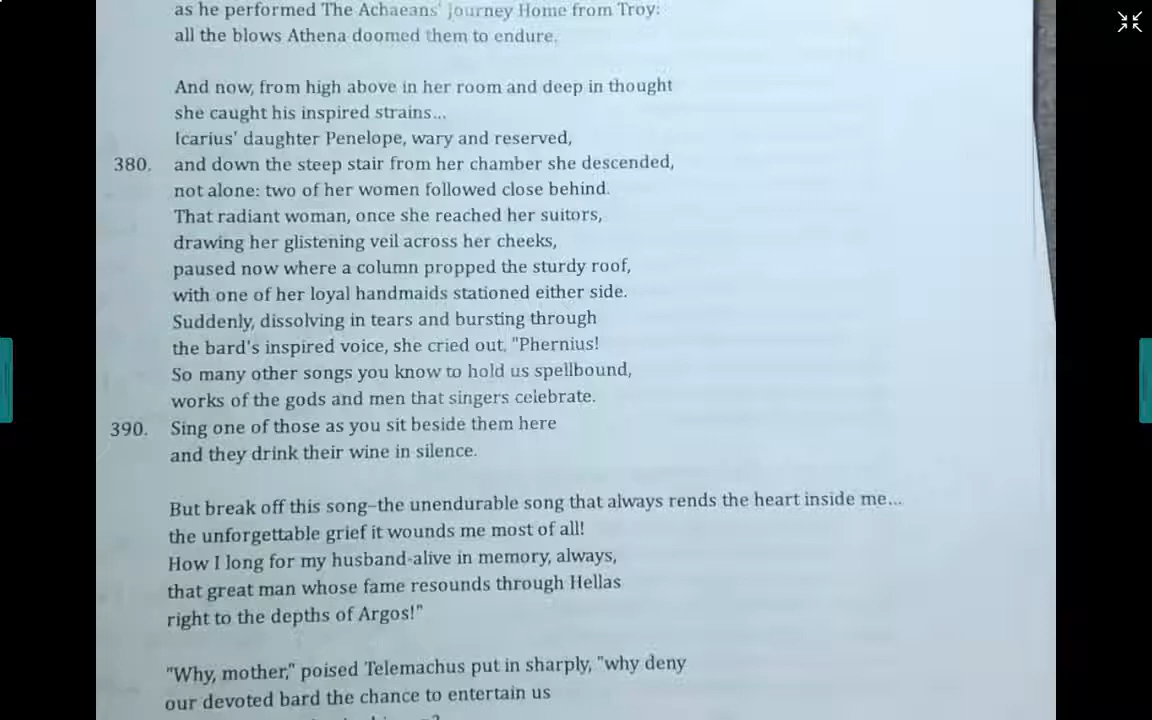 as he performed The Achaeans' Journey Home from Troy:
all the blows Athena doomed them to endure.
And now, from high above in her room and deep in thought
she caught his inspired strains...
Icarius' daughter Penelope, wary and reserved,
380. and down the steep stair from her chamber she descended,
not alone: two of her women followed close behind.
That radiant woman, once she reached her suitors,
drawing her glistening veil across her cheeks,
paused now where a column propped the sturdy roof,
with one of her loyal handmaids stationed either side.
Suddenly, dissolving in tears and bursting through
the bard's inspired voice, she cried out, "Phernius!
So many other songs you know to hold us spellbound,
works of the gods and men that singers celebrate.
390. Sing one of those as you sit beside them here
and they drink their wine in silence.
But break off this song–the unendurable song that always rends the heart inside me...
the unforgettable grief it wounds me most of all!
How I long for my husband-alive in memory, always,
that great man whose fame resounds through Hellas
right to the depths of Argos!"
"Why, mother," poised Telemachus put in sharply, "why deny
our devoted bard the chance to entertain us